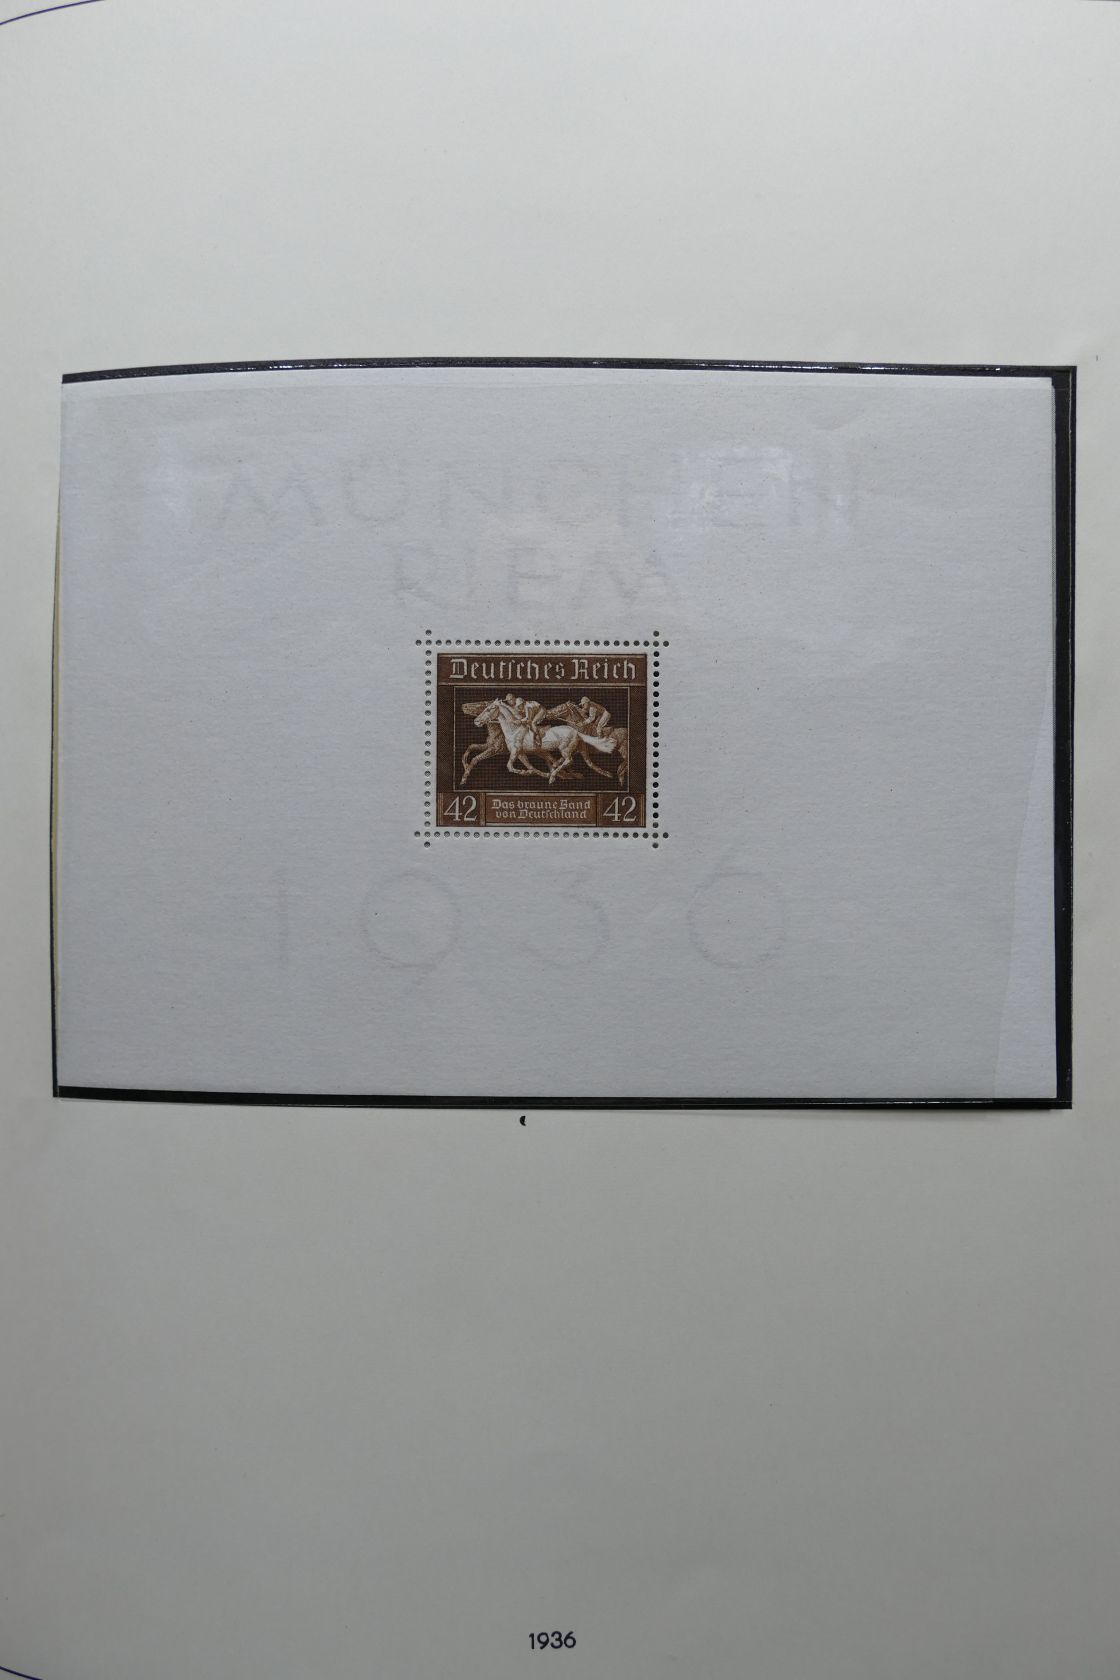 MÜNCHEN
RIEM
Deutſches Reich
42 Das braune Band 42
von Deutſchland
1936
1936